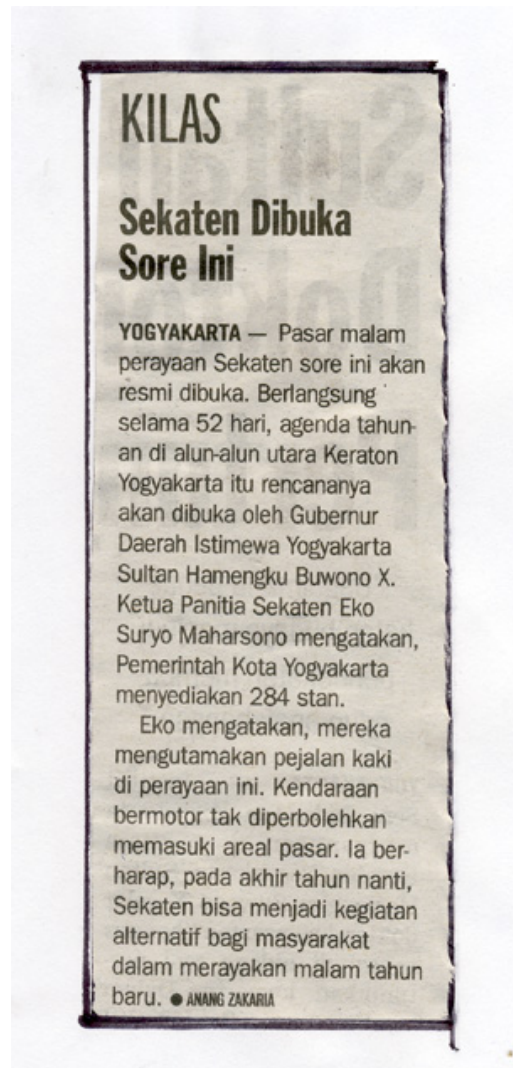 KILAS
Sekaten Dibuka
Sore Ini
YOGYAKARTA — Pasar malam
perayaan Sekaten sore ini akan
resmi dibuka. Berlangsung
selama 52 hari, agenda tahun-
an di alun-alun utara Keraton
Yogyakarta itu rencananya
akan dibuka oleh Gubernur
Daerah Istimewa Yogyakarta
Sultan Hamengku Buwono X.
Ketua Panitia Sekaten Eko
Suryo Maharsono mengatakan,
Pemerintah Kota Yogyakarta
menyediakan 284 stan.
Eko mengatakan, mereka
mengutamakan pejalan kaki
di perayaan ini. Kendaraan
bermotor tak diperbolehkan
memasuki areal pasar. Ia ber-
harap, pada akhir tahun nanti,
Sekaten bisa menjadi kegiatan
alternatif bagi masyarakat
dalam merayakan malam tahun
baru. ● ANANG ZAKARIA